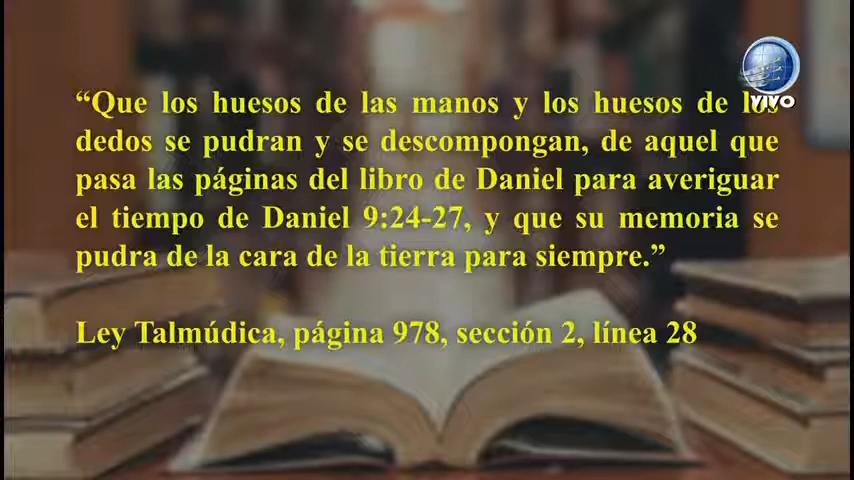 “Que los huesos de las manos y los huesos de los
dedos se pudran y se descompongan, de aquel que
pasa las páginas del libro de Daniel para averiguar
el tiempo de Daniel 9:24-27, y que su memoria se
pudra de la cara de la tierra para siempre.”
Ley Talmúdica, página 978, sección 2, línea 28
VIVO